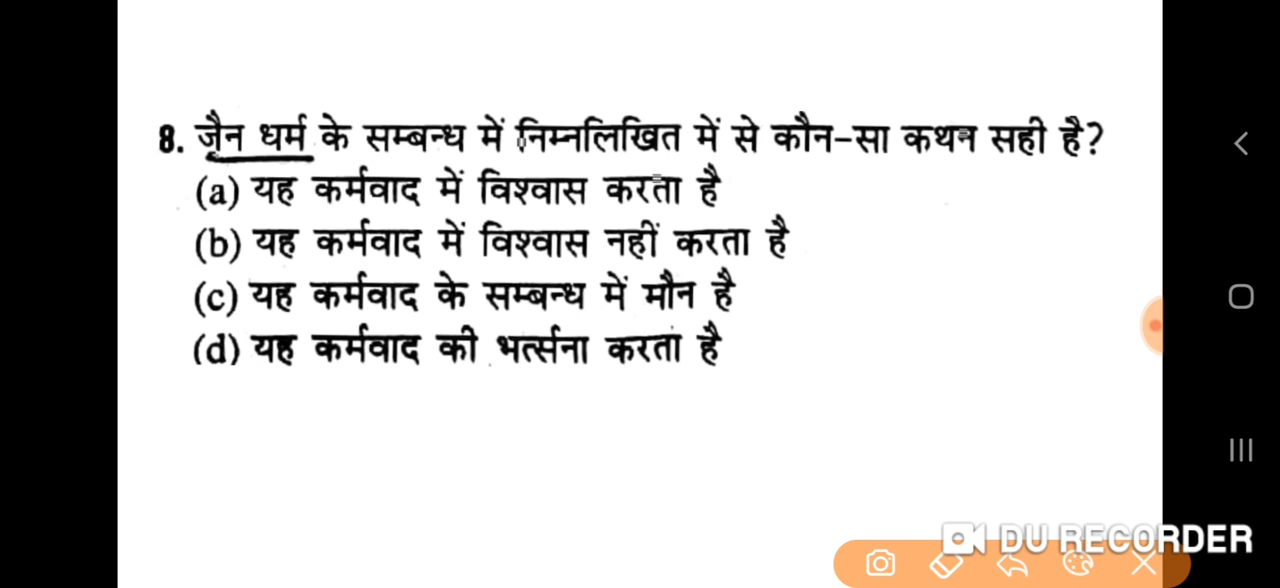 8. जैन धर्म के सम्बन्ध में निम्नलिखित में से कौन-सा कथन सही है?
(a) यह कर्मवाद में विश्वास करता है
(b) यह कर्मवाद में विश्वास नहीं करता है
(c) यह कर्मवाद के सम्बन्ध में मौन है
(d) यह कर्मवाद की भर्त्सना करता है
DU RECORDER